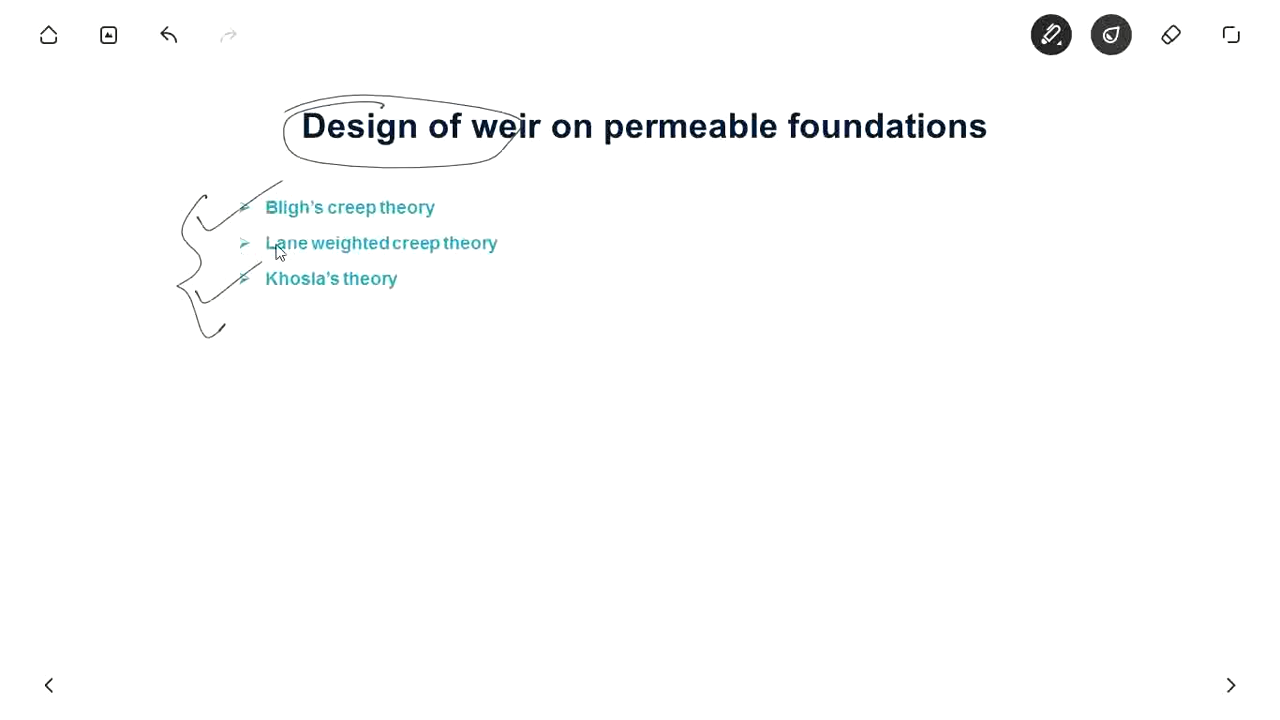 Design of weir on permeable foundations
Bligh's creep theory
Lane weighted creep theory
Khosla's theory